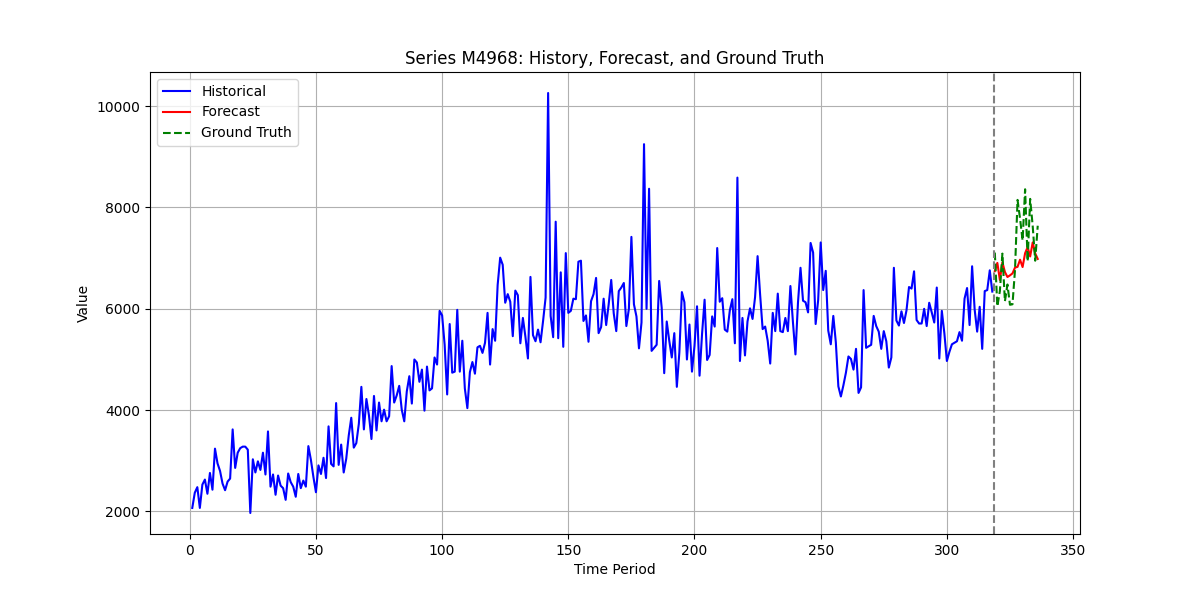 Series M4968: History, Forecast, and Ground Truth
Historical
Forecast
Ground Truth
10000
8000
6000
4000
2000
Value
0 50 100 150 200 250 300 350
Time Period